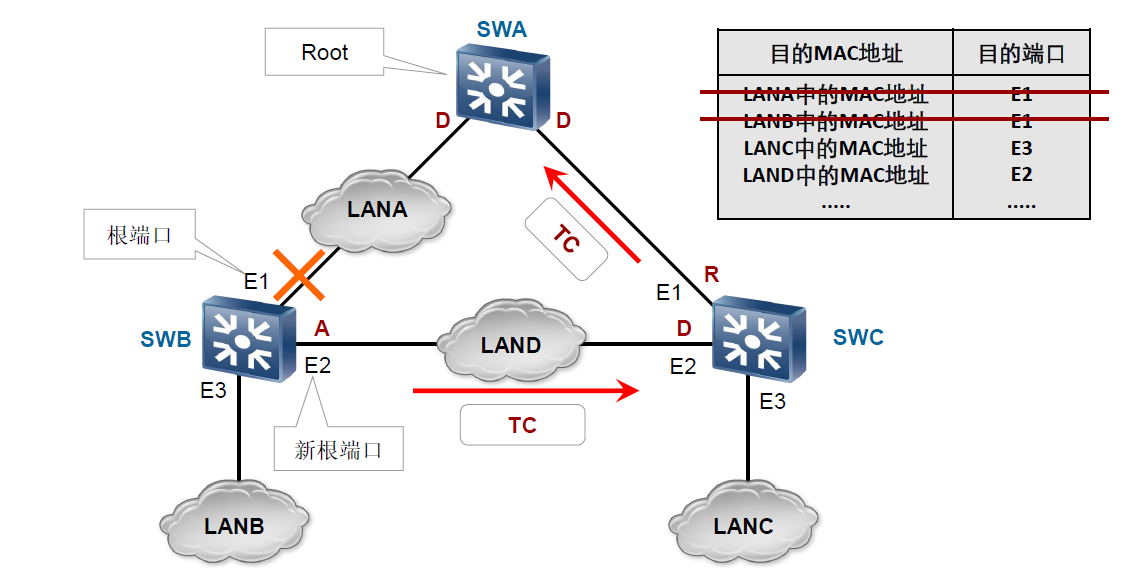 SWA
Root
D
D
目的MAC地址 目的端口
LANA中的MAC地址 E1
LANB中的MAC地址 E1
LANC中的MAC地址 E3
LAND中的MAC地址 E2
..... .....
LANA
TC
根端口
E1
R
E1
SWB
A
LAND
D
SWC
E2
E2
E3
E3
TC
新根端口
LANB
LANC